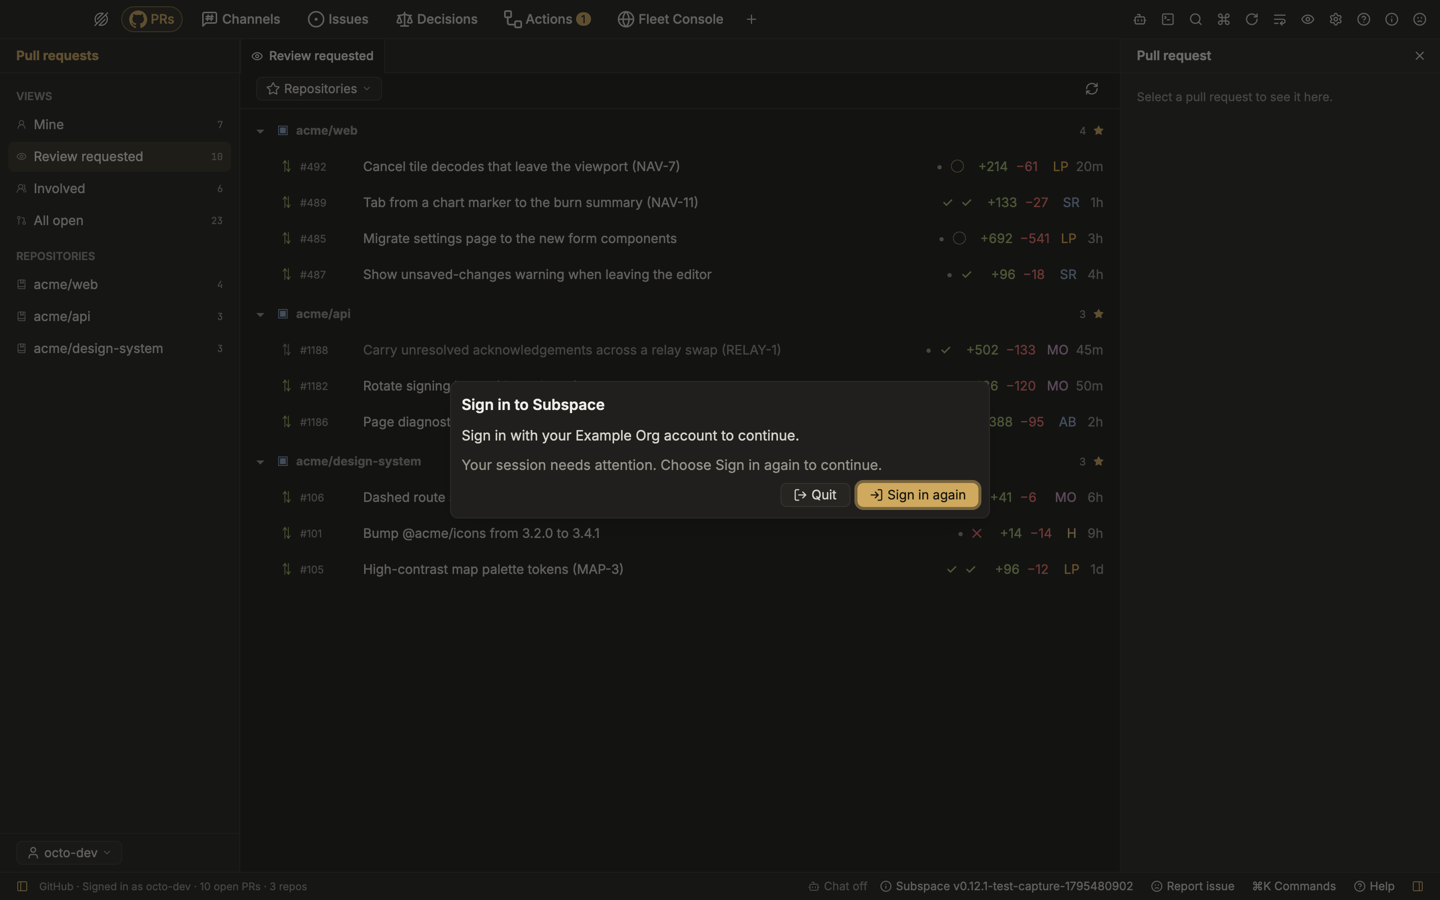 PRs Channels Issues Decisions Actions 1 Fleet Console
Pull requests
Review requested
Pull request
Repositories
Select a pull request to see it here.
VIEWS
Mine 7
Review requested 10
Involved 6
All open 23
REPOSITORIES
acme/web 4
acme/api 3
acme/design-system 3
acme/web 4
#492 Cancel tile decodes that leave the viewport (NAV-7) +214 −61 LP 20m
#489 Tab from a chart marker to the burn summary (NAV-11) +133 −27 SR 1h
#485 Migrate settings page to the new form components +692 −541 LP 3h
#487 Show unsaved-changes warning when leaving the editor +96 −18 SR 4h
acme/api 3
#1188 Carry unresolved acknowledgements across a relay swap (RELAY-1) +502 −133 MO 45m
#1182 Rotate signing −120 MO 50m
#1186 Page −95 AB 2h
acme/design-system 3
#106 Dashed route +41 −6 MO 6h
#101 Bump @acme/icons from 3.2.0 to 3.4.1 +14 −14 H 9h
#105 High-contrast map palette tokens (MAP-3) +96 −12 LP 1d
Sign in to Subspace
Sign in with your Example Org account to continue.
Your session needs attention. Choose Sign in again to continue.
Quit Sign in again
octo-dev
GitHub · Signed in as octo-dev · 10 open PRs · 3 repos
Chat off Subspace v0.12.1-test-capture-1795480902 Report issue ⌘K Commands Help